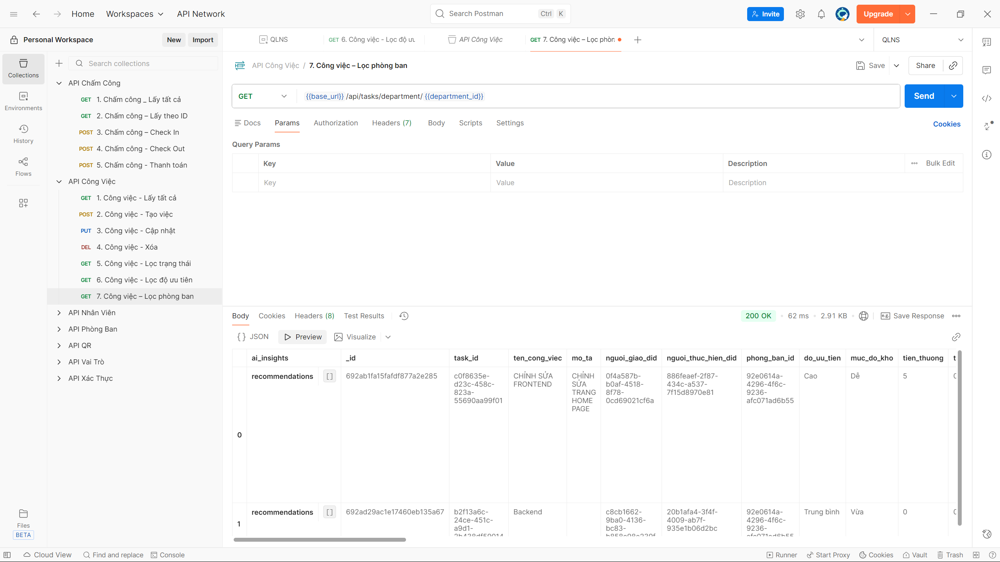 Home
Workspaces
API Network
Search Postman
Ctrl
K
Invite
Upgrade
Personal Workspace
New
Import
QLNS
GET 6. Công việc - Lọc độ ưu
API Công Việc
GET 7. Công việc – Lọc phòn
QLNS
Collections
Environments
History
Flows
Files
BETA
Search collections
API Chấm Công
GET 1. Chấm công _ Lấy tất cả
GET 2. Chấm công – Lấy theo ID
POST 3. Chấm công – Check In
POST 4. Chấm công - Check Out
POST 5. Chấm công - Thanh toán
API Công Việc
GET 1. Công việc - Lấy tất cả
POST 2. Công việc - Tạo việc
PUT 3. Công việc - Cập nhật
DEL 4. Công việc - Xóa
GET 5. Công việc - Lọc trạng thái
GET 6. Công việc - Lọc độ ưu tiên
GET 7. Công việc – Lọc phòng ban
API Nhân Viên
API Phòng Ban
API QR
API Vai Trò
API Xác Thực
HTTP API Công Việc / 7. Công việc – Lọc phòng ban
Save
Share
GET
{{base_url}}/api/tasks/department/{{department_id}}
Send
Docs
Params
Authorization
Headers (7)
Body
Scripts
Settings
Cookies
Query Params
Key
Value
Description
Bulk Edit
Key
Value
Description
Body
Cookies
Headers (8)
Test Results
200 OK
62 ms
2.91 KB
e.g. Save Response
{} JSON
Preview
Visualize
ai_insights
_id
task_id
ten_cong_viec
mo_ta
nguoi_giao_did
nguoi_thuc_hien_did
phong_ban_id
do_uu_tien
muc_do_kho
tien_thuong
t
0
recommendations
[]
692ab1fa15fafdf877a2e285
c0f8635e-
d23c-458c-
823a-
55690aa99f01
CHỈNH SỬA
FRONTEND
CHỈNH
SỬA
TRANG
HOME
PAGE
0f4a587b-
b0af-4518-
8f78-
0cd69021cf6a
886feaef-2f87-
434c-a537-
7f15d8970e81
92e0614a-
4296-4f6c-
9236-
afc071ad6b55
Cao
Dễ
5
1
recommendations
[]
692ad29ac1e17460eb135a67
b2f13a6c-
24ce-451c-
a9d1-
Backend
c8cb1662-
9ba0-4136-
bc83-
20b1afa4-3f4f-
4009-ab7f-
935e1b06d2bc
92e0614a-
4296-4f6c-
9236-
afc071ad6b55
Trung bình
Vừa
0
Cloud View
Find and replace
Console
Runner
Start Proxy
Cookies
Vault
Trash